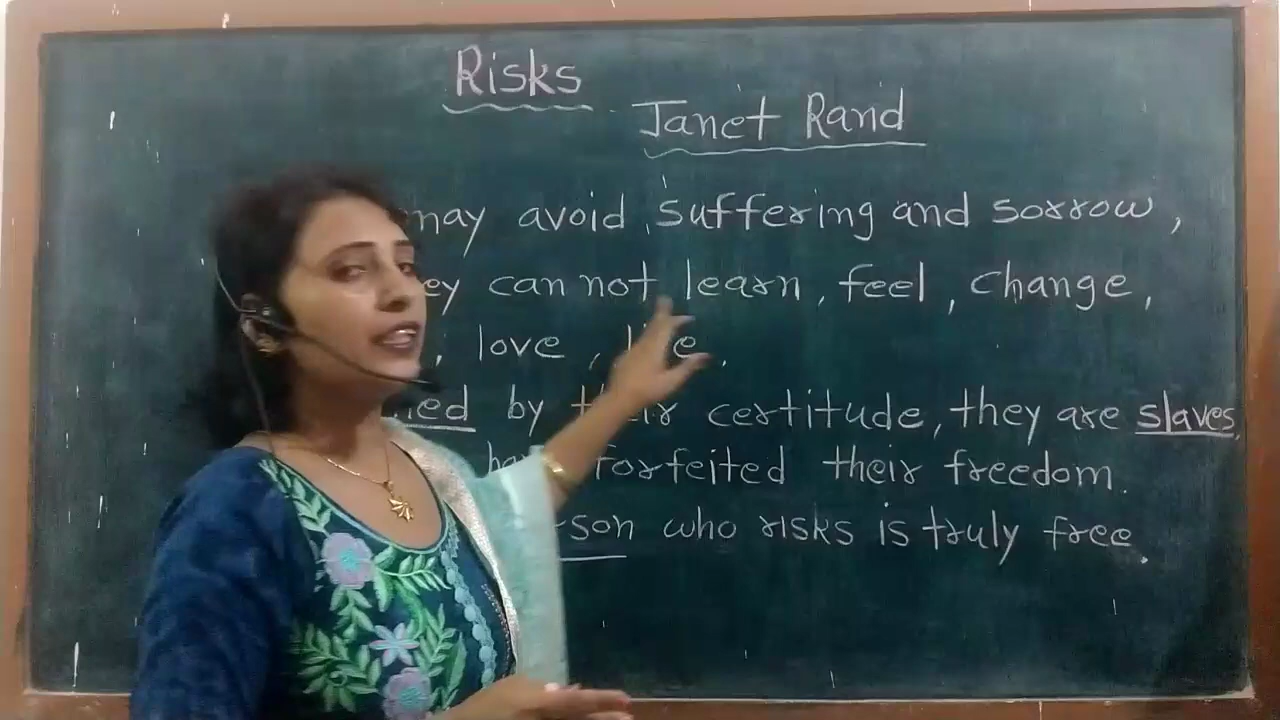 Risks
Janet Rand
may avoid suffering and sorrow,
can not learn, feel, change,
, love,
by their certitude, they are slaves,
forfeited their freedom.
who risks is truly free.